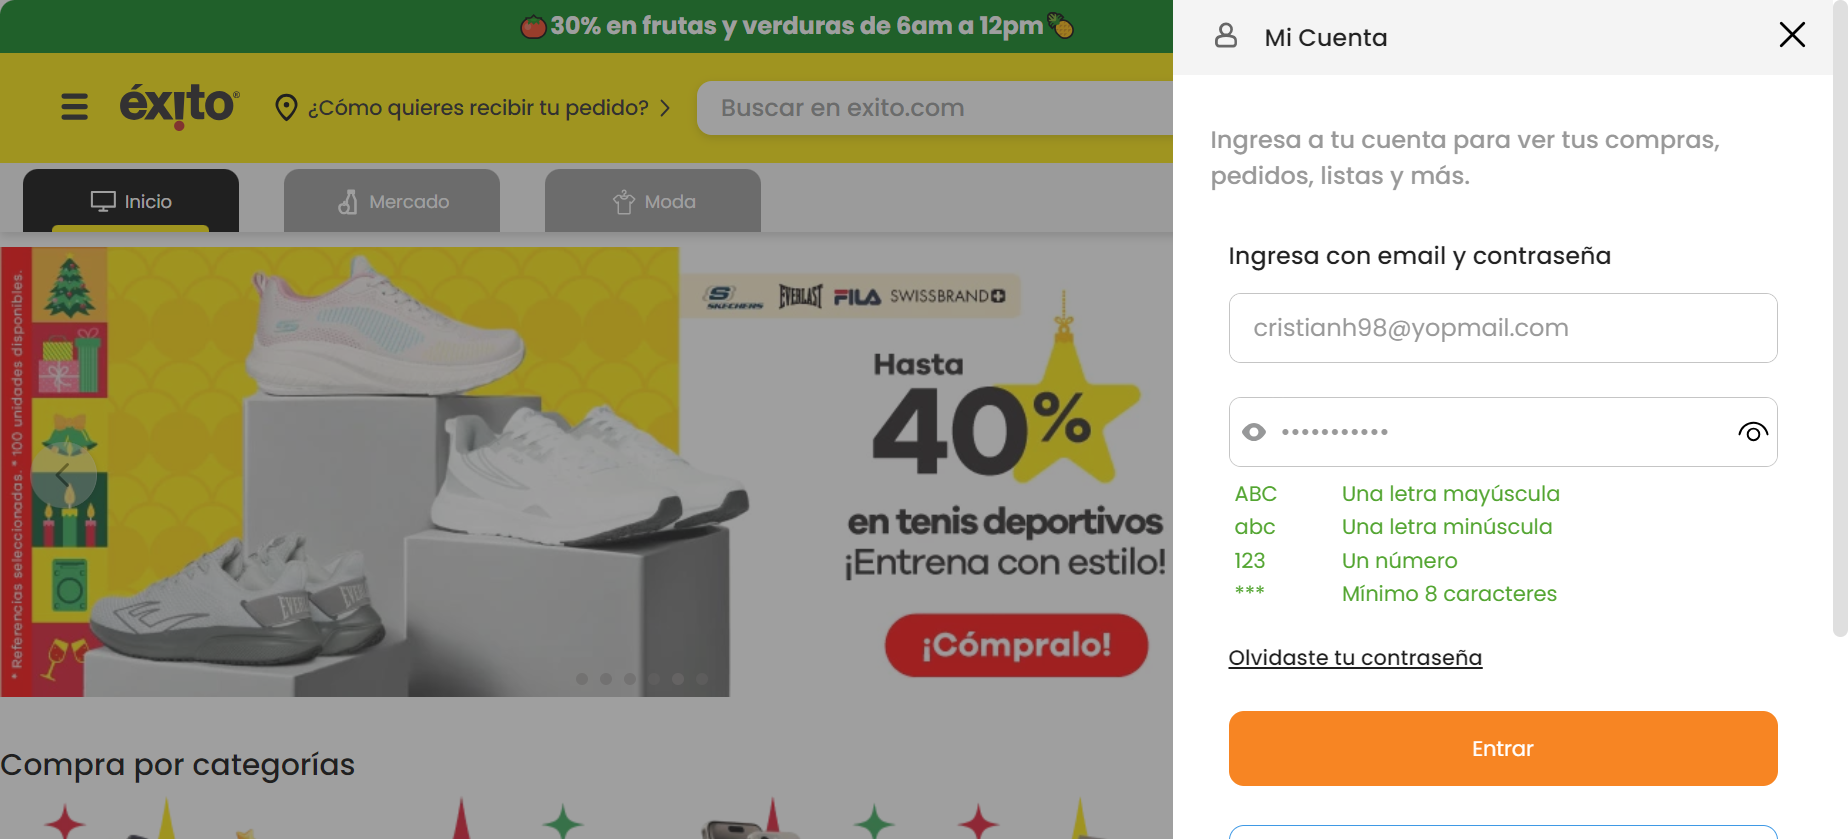 30% en frutas y verduras de 6am a 12pm
éxito®
¿Cómo quieres recibir tu pedido?
Buscar en exito.com
Inicio
Mercado
Moda
* Referencias seleccionadas. * 100 unidades disponibles.
SKECHERS
EVERLAST
FILA
SWISSBRAND
Hasta
40%
en tenis deportivos
¡Entrena con estilo!
¡Cómpralo!
EVERL
EVERL
Compra por categorías
Mi Cuenta
Ingresa a tu cuenta para ver tus compras,
pedidos, listas y más.
Ingresa con email y contraseña
cristianh98@yopmail.com
•••••••••••
ABC Una letra mayúscula
abc Una letra minúscula
123 Un número
*** Mínimo 8 caracteres
Olvidaste tu contraseña
Entrar